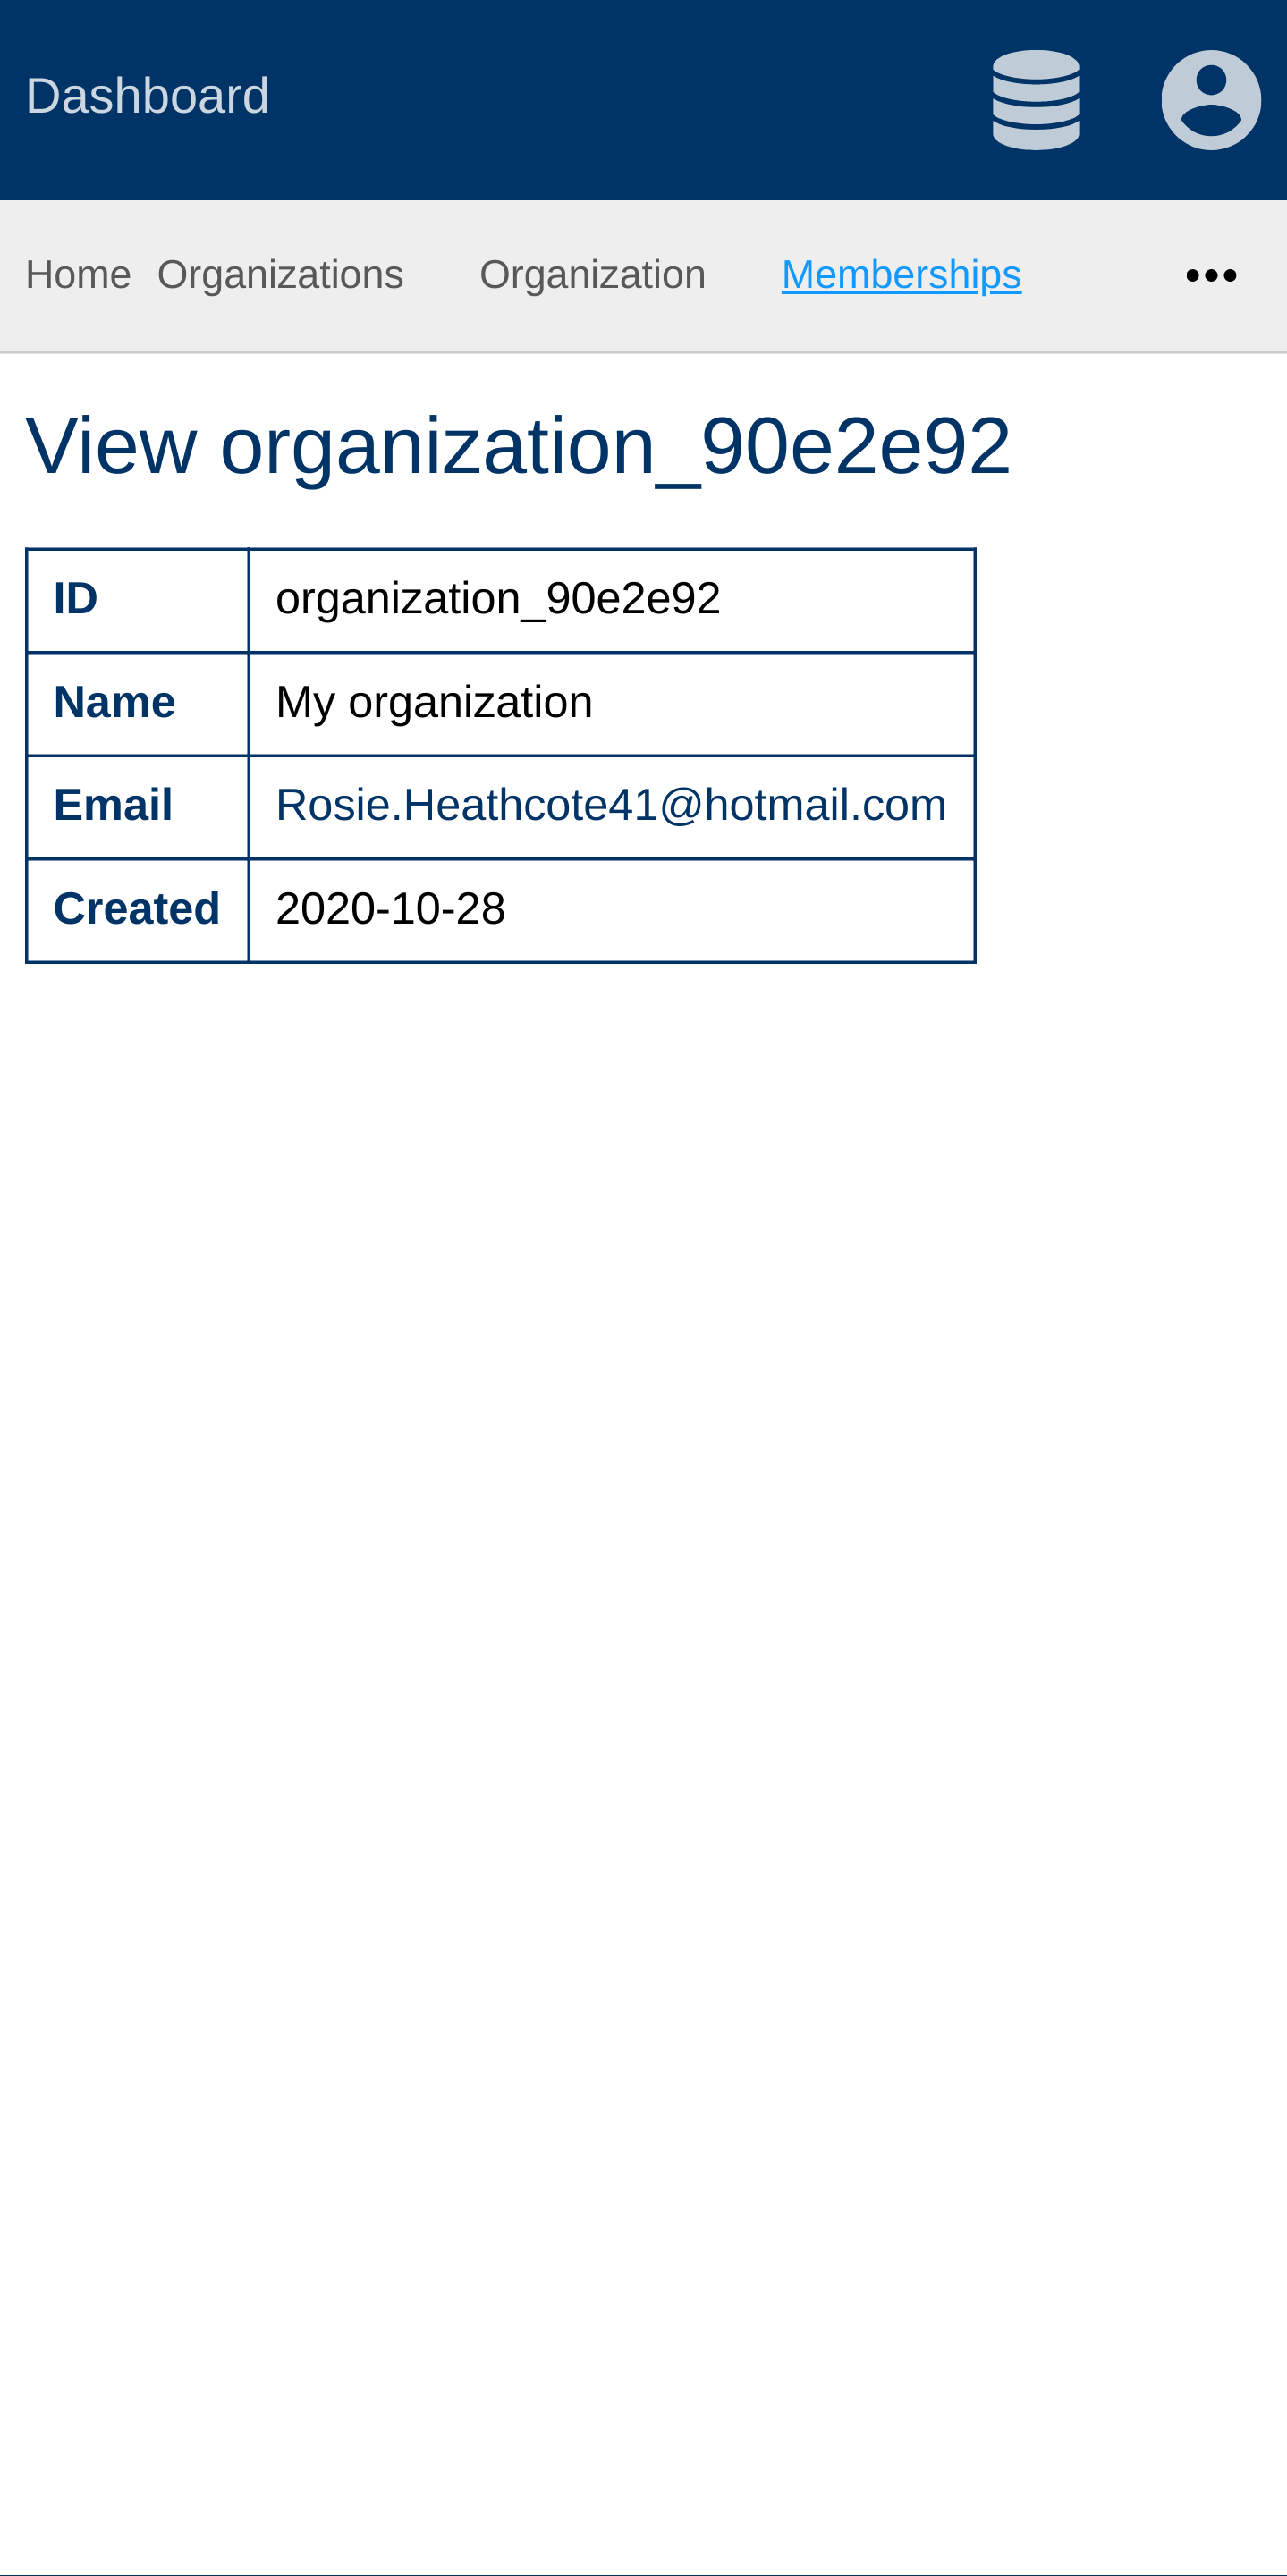 Dashboard
Home Organizations Organization Memberships •••
View organization_90e2e92
ID organization_90e2e92
Name My organization
Email Rosie.Heathcote41@hotmail.com
Created 2020-10-28